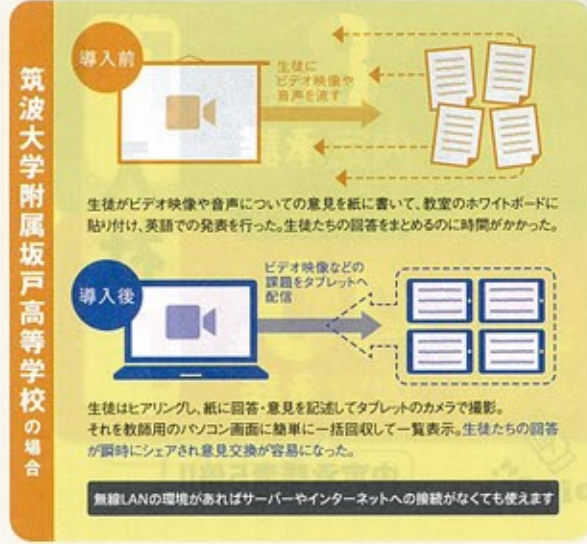 筑波大学附属坂戸高等学校の場合
導入前
生徒に
ビデオ映像や
音声を流す
生徒がビデオ映像や音声についての意見を紙に書いて、教室のホワイトボードに
貼り付け、英語での発表を行った。生徒たちの回答をまとめるのに時間がかかった。
導入後
ビデオ映像などの
課題をタブレットへ
配信
生徒はヒアリングし、紙に回答・意見を記述してタブレットのカメラで撮影。
それを教師用のパソコン画面に簡単に一括回収して一覧表示。生徒たちの回答
が瞬時にシェアされ意見交換が容易になった。
無線LANの環境があればサーバーやインターネットへの接続がなくても使えます